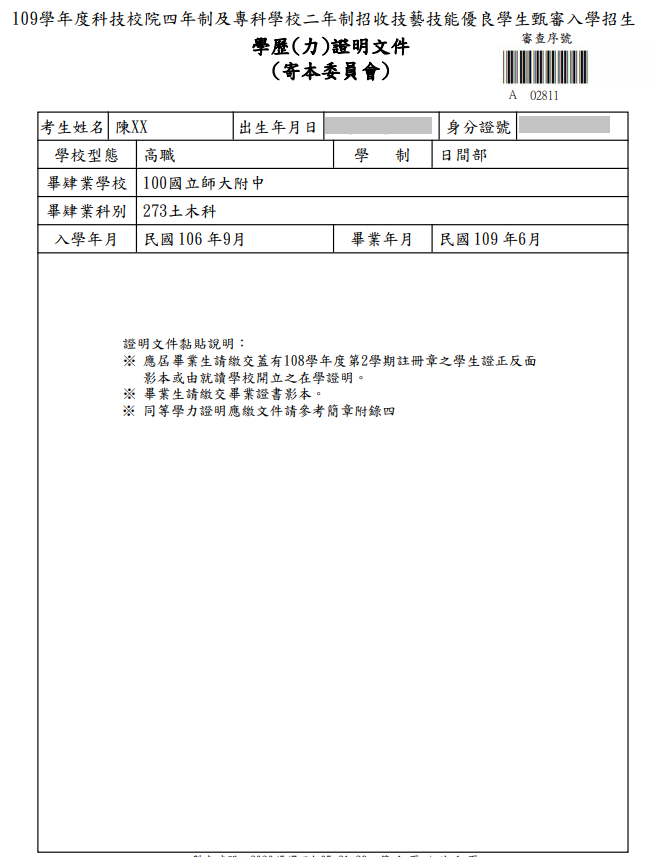 109學年度科技校院四年制及專科學校二年制招收技藝技能優良學生甄審入學招生
學歷(力)證明文件
(寄本委員會)
審查序號
A 02811
考生姓名 陳XX 出生年月日 身分證號
學校型態 高職 學 制 日間部
畢肄業學校 100國立師大附中
畢肄業科別 273土木科
入學年月 民國 106 年9月 畢業年月 民國 109 年6月
證明文件黏貼說明：
※ 應屆畢業生請繳交蓋有108學年度第2學期註冊章之學生證正反面
影本或由就讀學校開立之在學證明。
※ 畢業生請繳交畢業證書影本。
※ 同等學力證明應繳文件請參考簡章附錄四